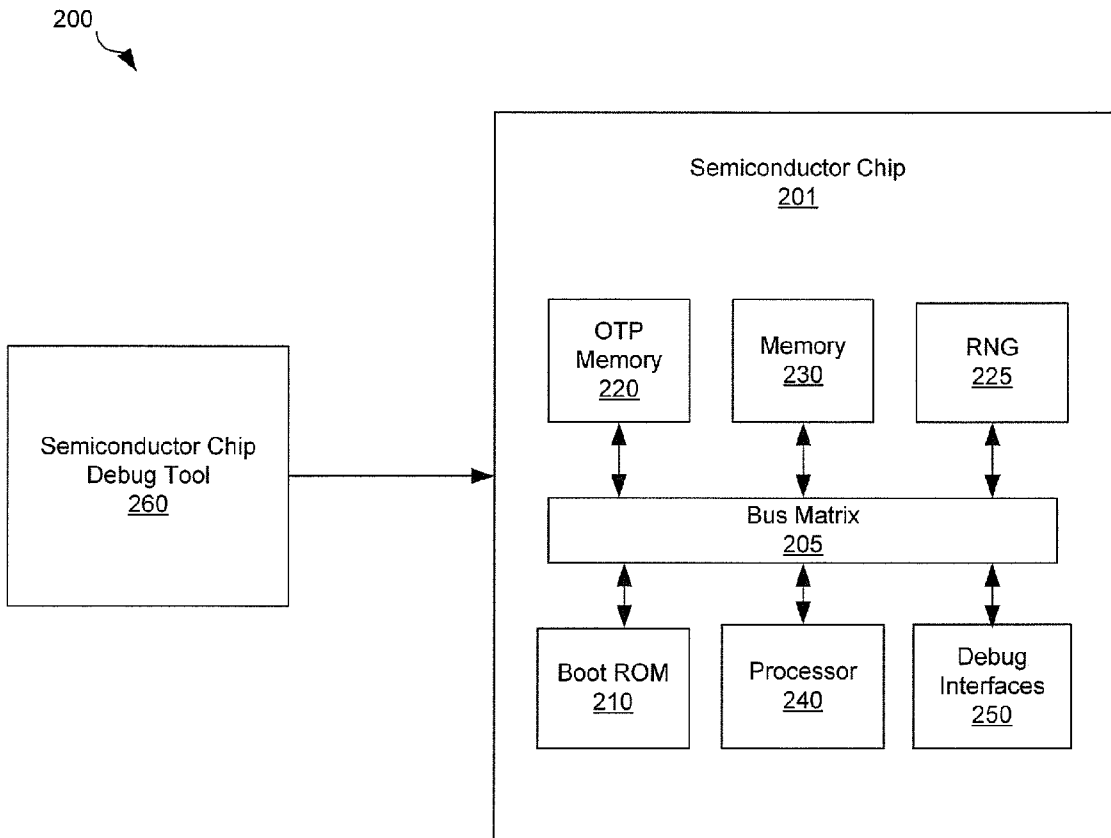 200
Semiconductor Chip
201
OTP
Memory
220
Memory
230
RNG
225
Semiconductor Chip
Debug Tool
260
Bus Matrix
205
Boot ROM
210
Processor
240
Debug
Interfaces
250